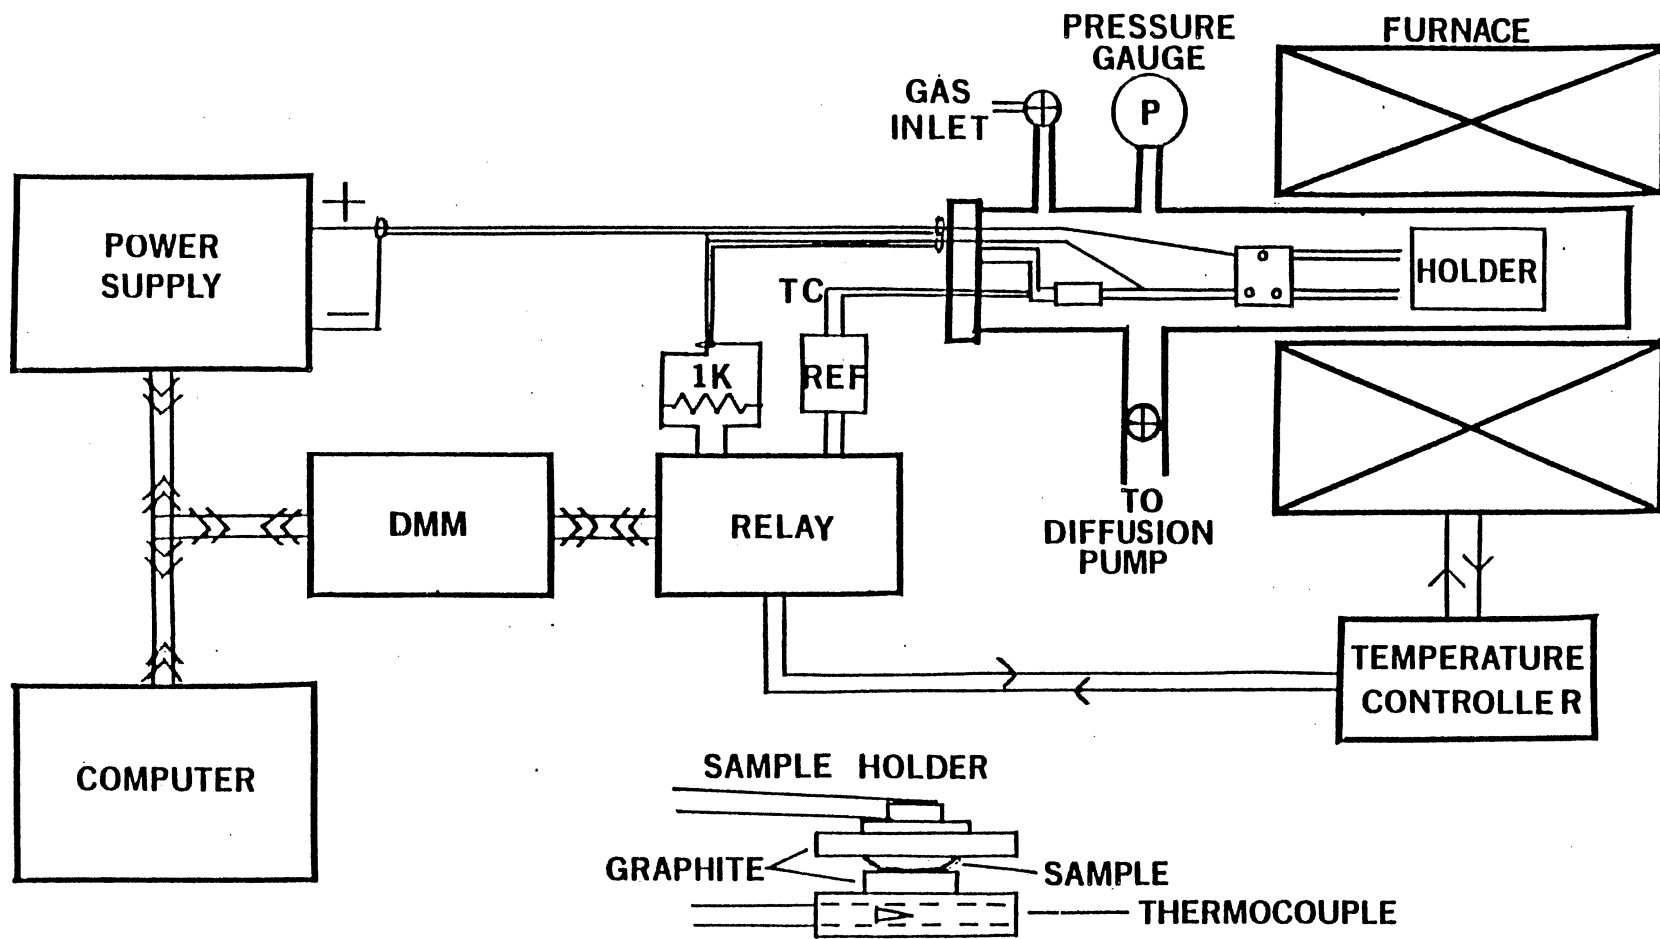 PRESSURE
GAUGE
FURNACE
GAS
INLET
P
+
POWER
SUPPLY
—
TC
HOLDER
1K
REF
DMM
RELAY
TO
DIFFUSION
PUMP
TEMPERATURE
CONTROLLER
COMPUTER
SAMPLE HOLDER
GRAPHITE
SAMPLE
THERMOCOUPLE